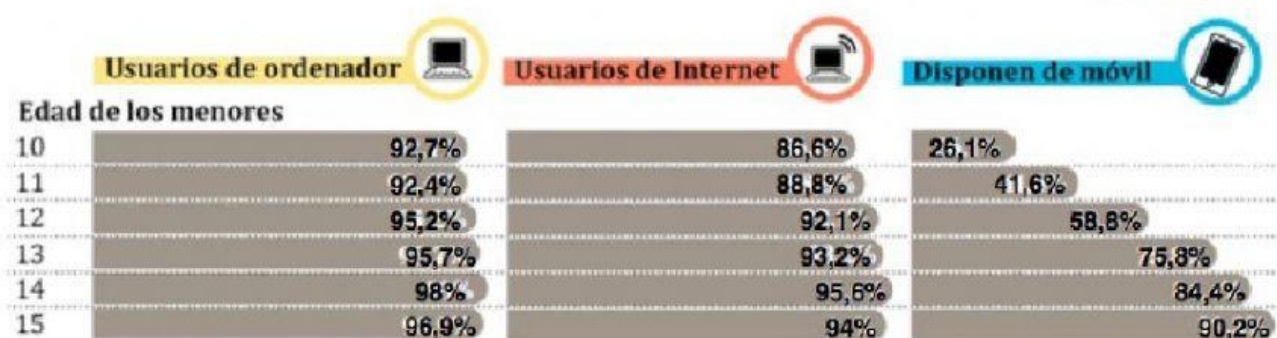 Usuarios de ordenador Usuarios de Internet Disponen de móvil
Edad de los menores
10 92,7% 86,6% 26,1%
11 92,4% 88,8% 41,6%
12 95,2% 92,1% 58,8%
13 95,7% 93,2% 75,8%
14 98% 95,6% 84,4%
15 96,9% 94% 90,2%